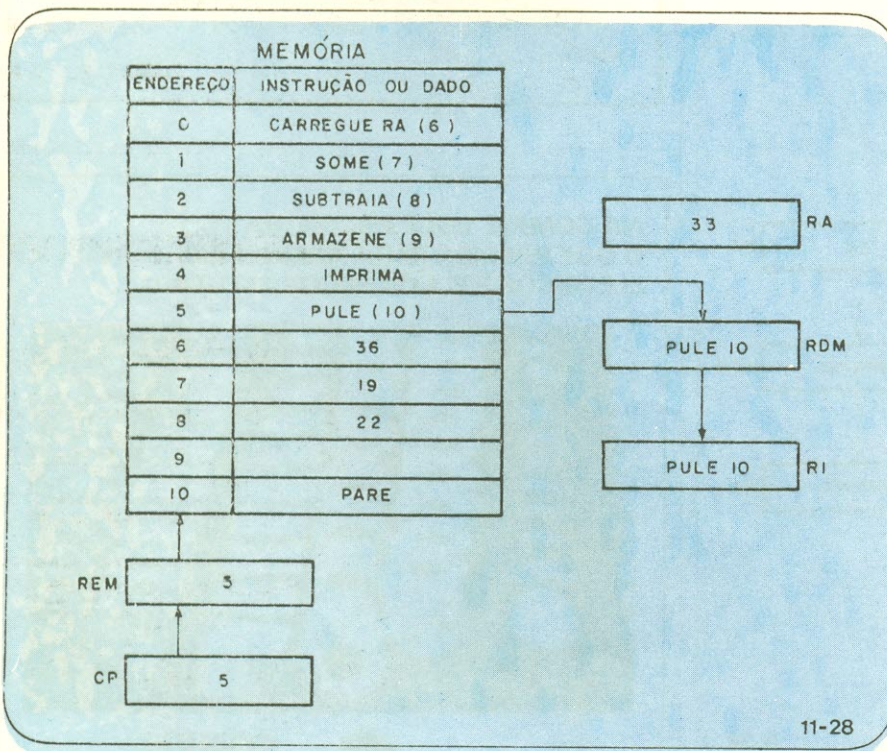 MEMÓRIA
ENDEREÇO INSTRUÇÃO OU DADO
0 CARREGUE RA (6)
1 SOME (7)
2 SUBTRAIA (8)
3 ARMAZENE (9)
4 IMPRIMA
5 PULE (10)
6 36
7 19
8 22
9
10 PARE
33 RA
PULE 10 RDM
PULE 10 RI
REM 5
CP 5
11-28